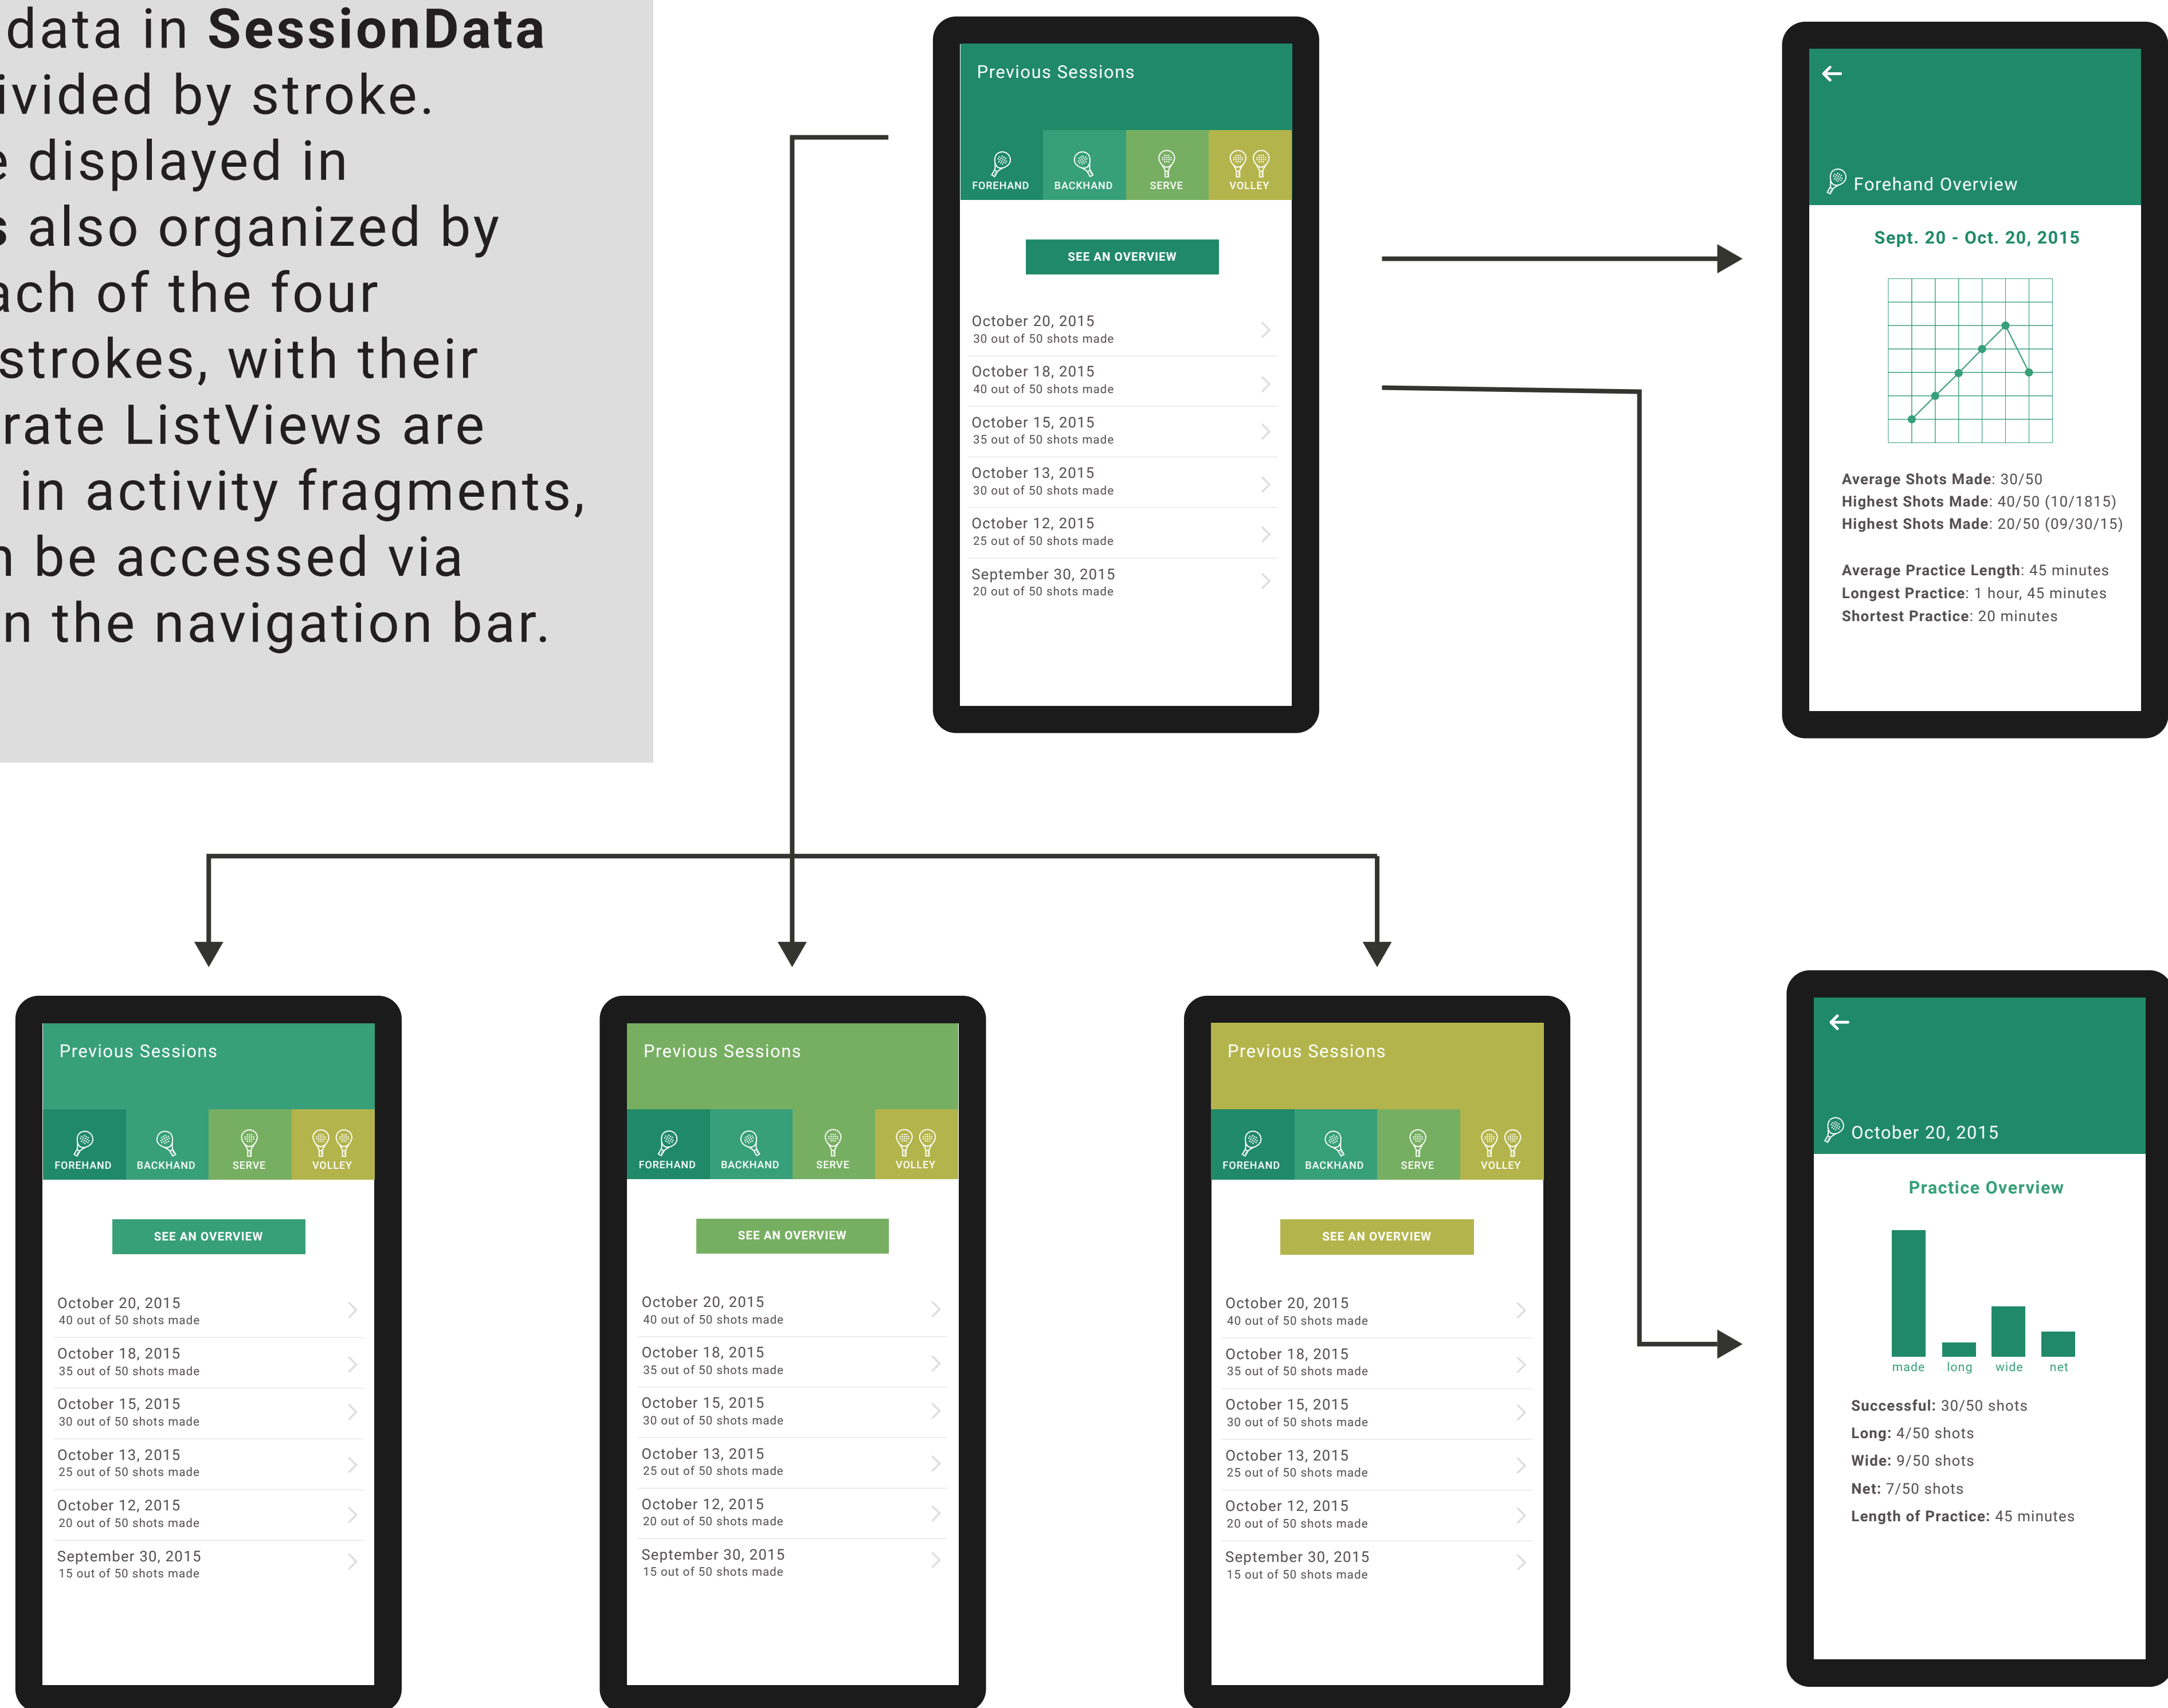 data in SessionData
ivided by stroke.
e displayed in
s also organized by
ach of the four
strokes, with their
rate ListViews are
in activity fragments,
n be accessed via
n the navigation bar.
Previous Sessions
FOREHAND BACKHAND SERVE VOLLEY
SEE AN OVERVIEW
October 20, 2015
30 out of 50 shots made
October 18, 2015
40 out of 50 shots made
October 15, 2015
35 out of 50 shots made
October 13, 2015
30 out of 50 shots made
October 12, 2015
25 out of 50 shots made
September 30, 2015
20 out of 50 shots made
Forehand Overview
Sept. 20 - Oct. 20, 2015
Average Shots Made: 30/50
Highest Shots Made: 40/50 (10/1815)
Highest Shots Made: 20/50 (09/30/15)
Average Practice Length: 45 minutes
Longest Practice: 1 hour, 45 minutes
Shortest Practice: 20 minutes
Previous Sessions
FOREHAND BACKHAND SERVE VOLLEY
SEE AN OVERVIEW
October 20, 2015
40 out of 50 shots made
October 18, 2015
35 out of 50 shots made
October 15, 2015
30 out of 50 shots made
October 13, 2015
25 out of 50 shots made
October 12, 2015
20 out of 50 shots made
September 30, 2015
15 out of 50 shots made
Previous Sessions
FOREHAND BACKHAND SERVE VOLLEY
SEE AN OVERVIEW
October 20, 2015
40 out of 50 shots made
October 18, 2015
35 out of 50 shots made
October 15, 2015
30 out of 50 shots made
October 13, 2015
25 out of 50 shots made
October 12, 2015
20 out of 50 shots made
September 30, 2015
15 out of 50 shots made
Previous Sessions
FOREHAND BACKHAND SERVE VOLLEY
SEE AN OVERVIEW
October 20, 2015
40 out of 50 shots made
October 18, 2015
35 out of 50 shots made
October 15, 2015
30 out of 50 shots made
October 13, 2015
25 out of 50 shots made
October 12, 2015
20 out of 50 shots made
September 30, 2015
15 out of 50 shots made
October 20, 2015
Practice Overview
made long wide net
Successful: 30/50 shots
Long: 4/50 shots
Wide: 9/50 shots
Net: 7/50 shots
Length of Practice: 45 minutes